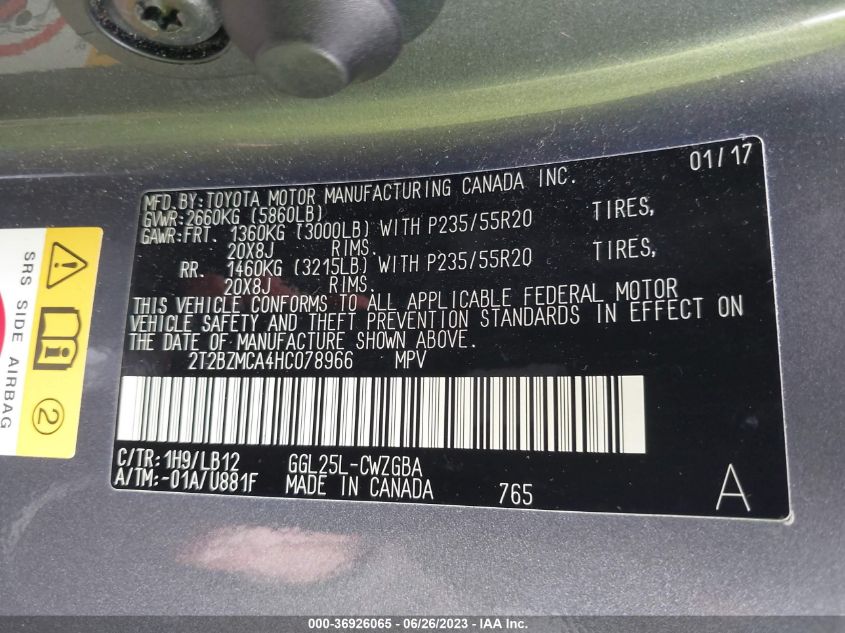 01/17
MFD.BY:TOYOTA MOTOR MANUFACTURING CANADA INC.
GVWR:2660KG (5860LB)
GAWR:FRT. 1360KG (3000LB) WITH P235/55R20 TIRES,
20X8J RIMS.
RR. 1460KG (3215LB) WITH P235/55R20 TIRES,
20X8J RIMS.
THIS VEHICLE CONFORMS TO ALL APPLICABLE FEDERAL MOTOR
VEHICLE SAFETY AND THEFT PREVENTION STANDARDS IN EFFECT ON
THE DATE OF MANUFACTURE SHOWN ABOVE.
2T2BZMCA4HC078966 MPV
C/TR:1H9/LB12 GGL25L-CWZGBA
A/TM:-01A/U881F MADE IN CANADA 765
A
SRS SIDE AIRBAG
2
000-36926065 - 06/26/2023 - IAA Inc.